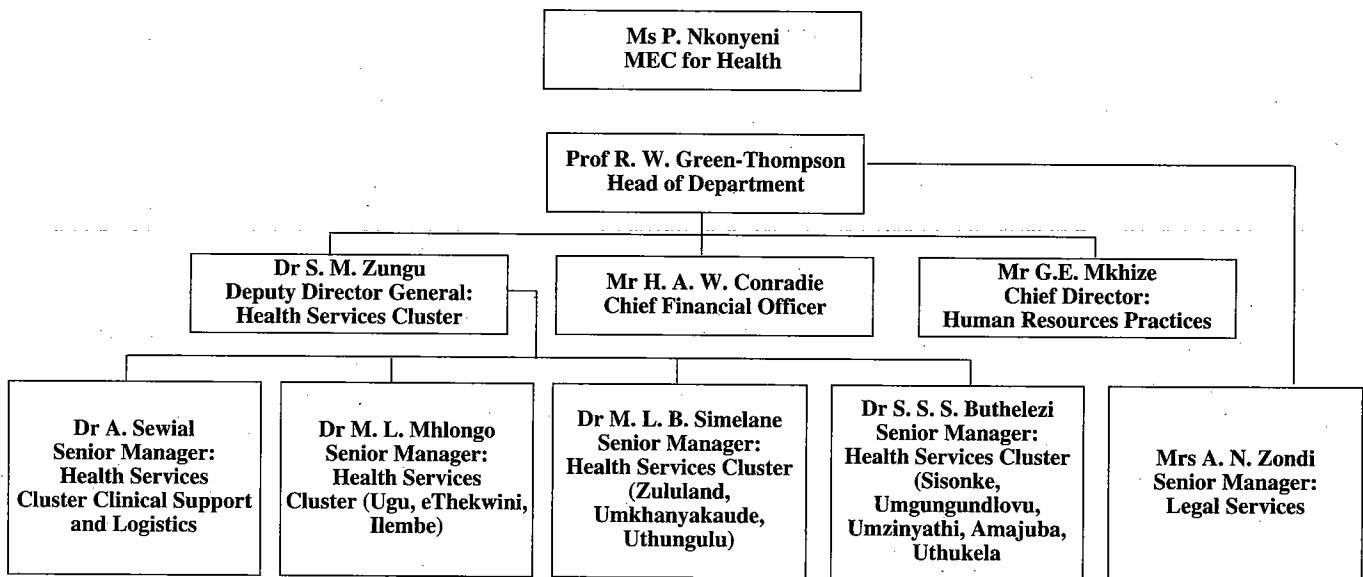 Ms P. Nkonyeni
MEC for Health
Prof R. W. Green-Thompson
Head of Department
Dr S. M. Zungu
Deputy Director General:
Health Services Cluster
Mr H. A. W. Conradie
Chief Financial Officer
Mr G.E. Mkhize
Chief Director:
Human Resources Practices
Dr A. Sewial
Senior Manager:
Health Services
Cluster Clinical Support
and Logistics
Dr M. L. Mhlongo
Senior Manager:
Health Services
Cluster (Ugu, eThekwini,
Ilembe)
Dr M. L. B. Simelane
Senior Manager:
Health Services Cluster
(Zululand,
Umkhanyakaude,
Uthungulu)
Dr S. S. S. Buthelezi
Senior Manager:
Health Services Cluster
(Sisonke,
Umgungundlovu,
Umzinyathi, Amajuba,
Uthukela
Mrs A. N. Zondi
Senior Manager:
Legal Services